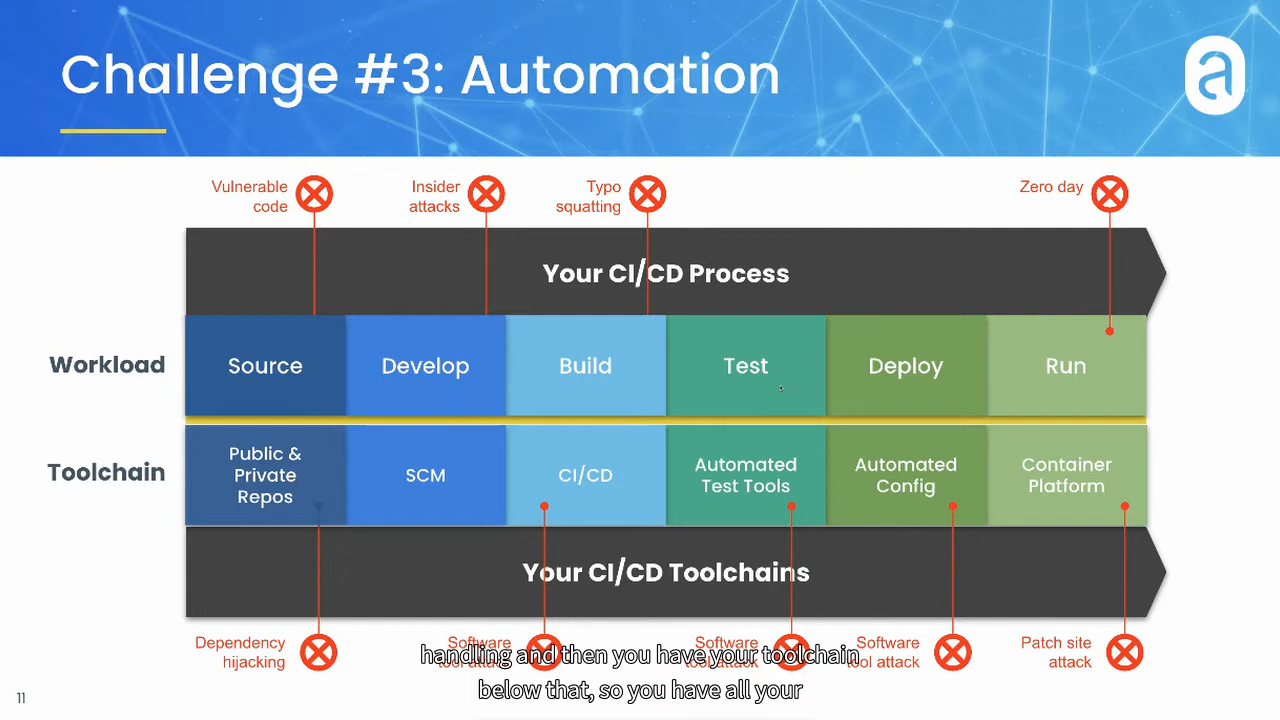 Challenge #3: Automation
a
Vulnerable
code
Insider
attacks
Typo
squatting
Zero day
Your CI/CD Process
Workload
Source
Develop
Build
Test
Deploy
Run
Toolchain
Public &
Private
Repos
SCM
CI/CD
Automated
Test Tools
Automated
Config
Container
Platform
Your CI/CD Toolchains
Dependency
hijacking
Software
tool attack
Software
tool attack
Software
tool attack
Patch site
attack
handling and then you have your toolchain
below that, so you have all your
11